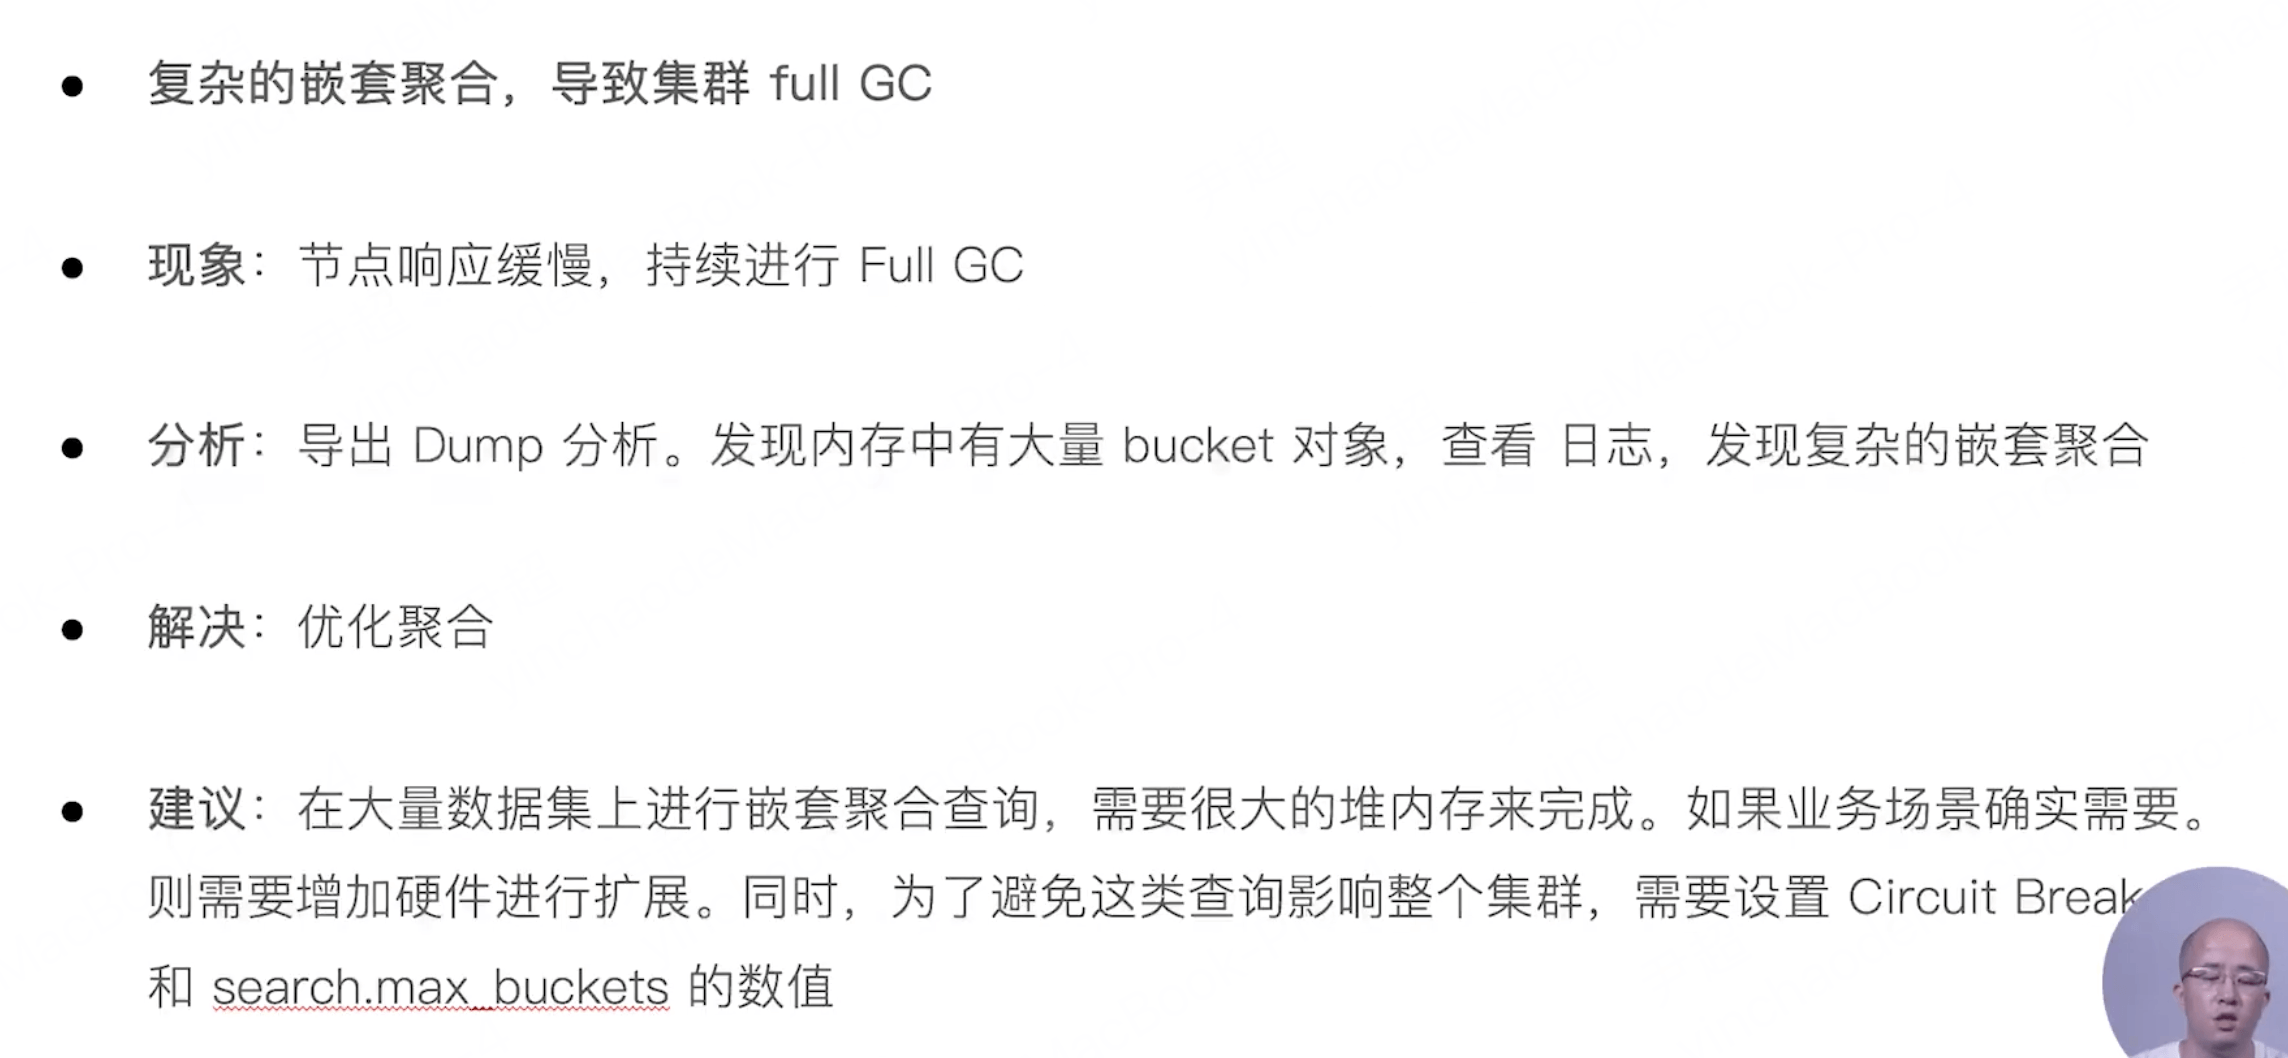 复杂的嵌套聚合，导致集群 full GC
现象：节点响应缓慢，持续进行 Full GC
分析：导出 Dump 分析。发现内存中有大量 bucket 对象，查看 日志，发现复杂的嵌套聚合
解决：优化聚合
建议：在大量数据集上进行嵌套聚合查询，需要很大的堆内存来完成。如果业务场景确实需要。
则需要增加硬件进行扩展。同时，为了避免这类查询影响整个集群，需要设置 Circuit Break
和 search.max_buckets 的数值